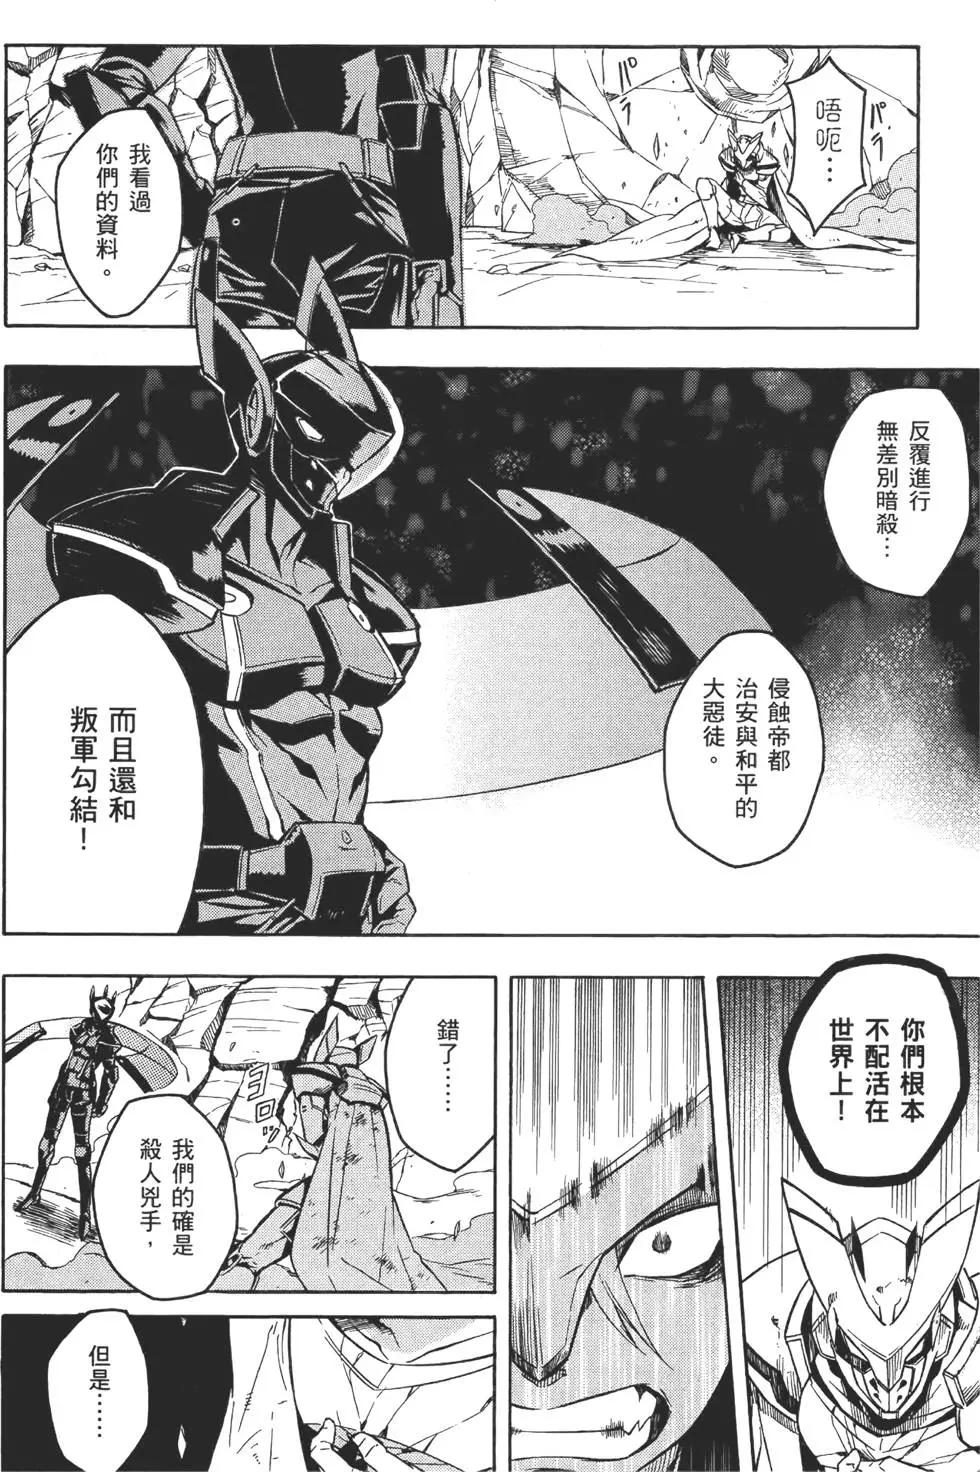 唔呃…
パラ
パラ
我看過
你們的資料。
反覆進行
無差別暗殺…
侵蝕帝都
治安與和平的
大惡徒。
而且還和
叛軍勾結！
你們根本
不配活在
世界上！
錯了……
ヨロ
我們的確是
殺人兇手，
但是……